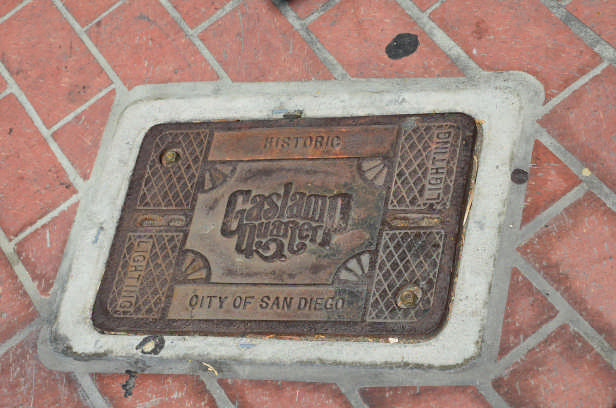 HISTORIC
LIGHTING
Gaslamp
Quarter
LIGHTING
CITY OF SAN DIEGO